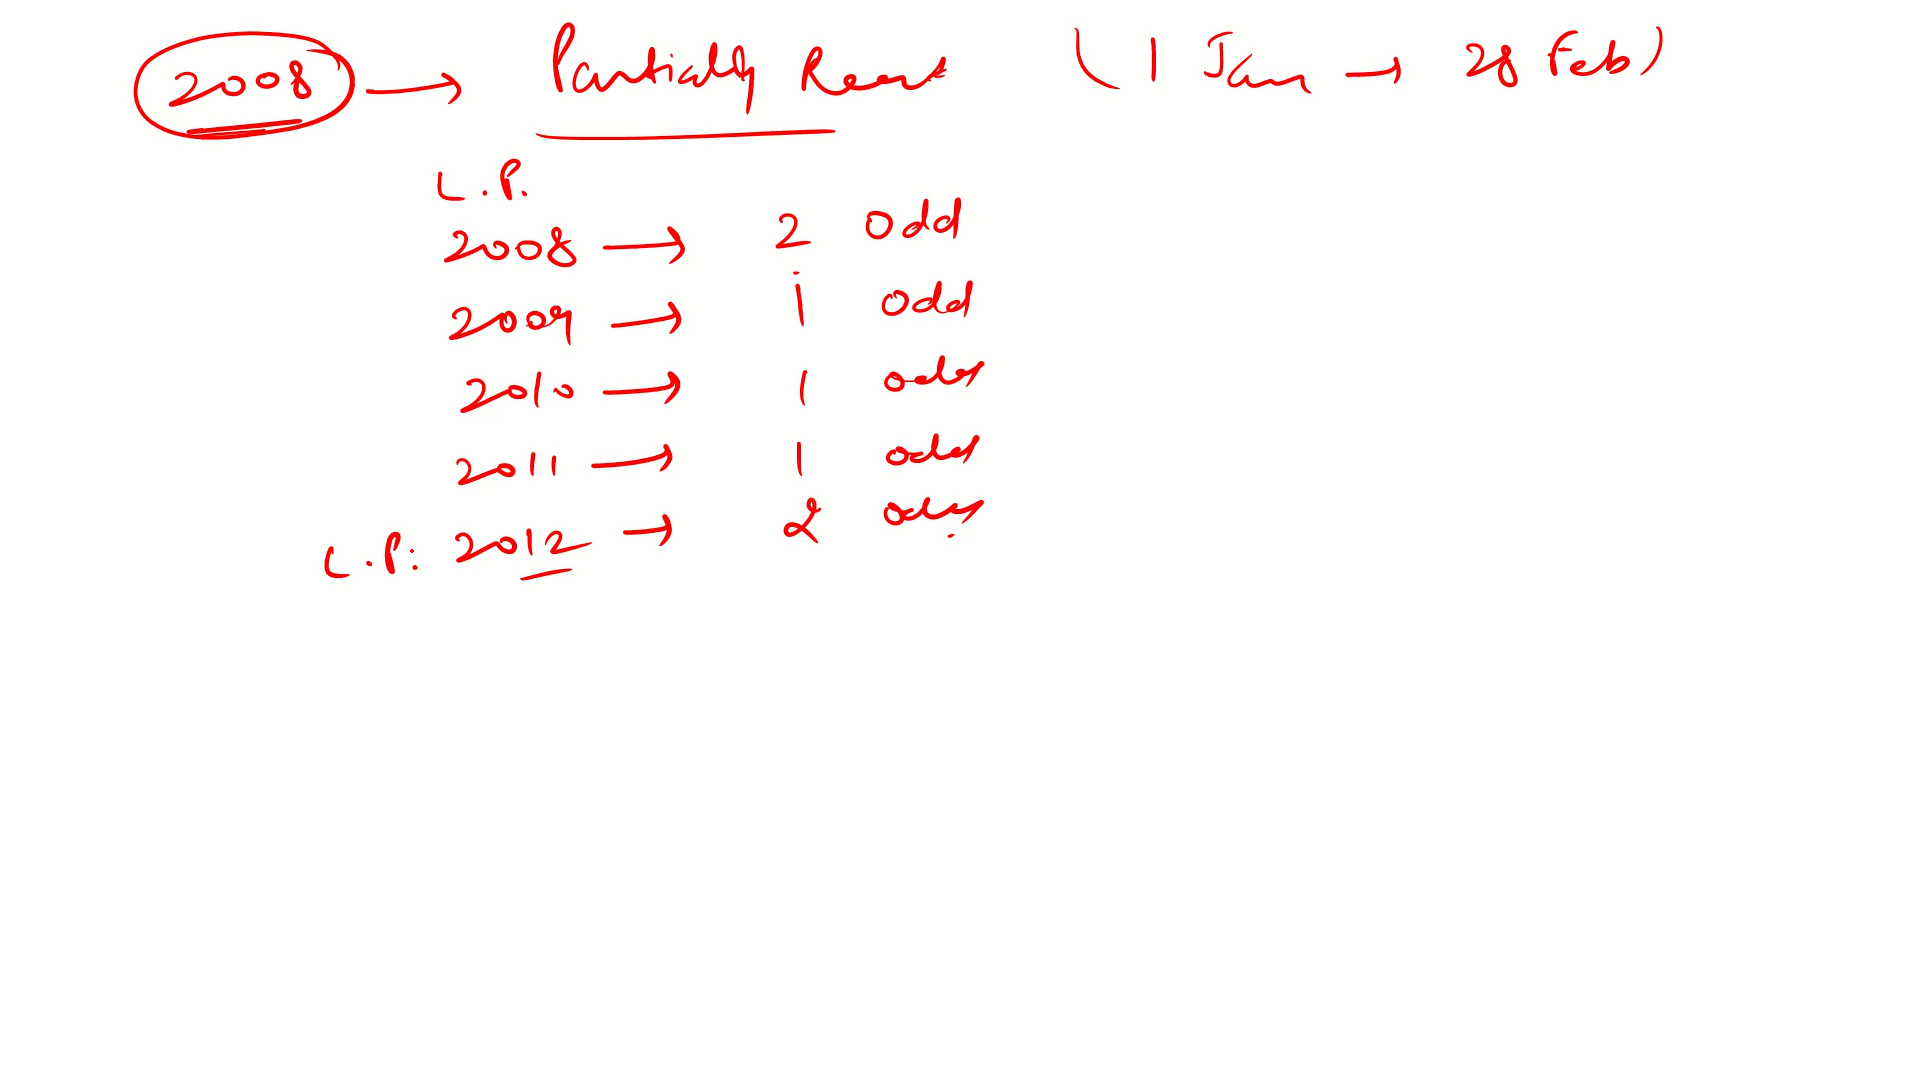 2008 → Partially (1 Jan → 28 Feb)
L.P.
2008 → 2 Odd
2009 → 1 Odd
2010 → 1 odd
2011 → 1 odd
L.P: 2012 → 2 odd